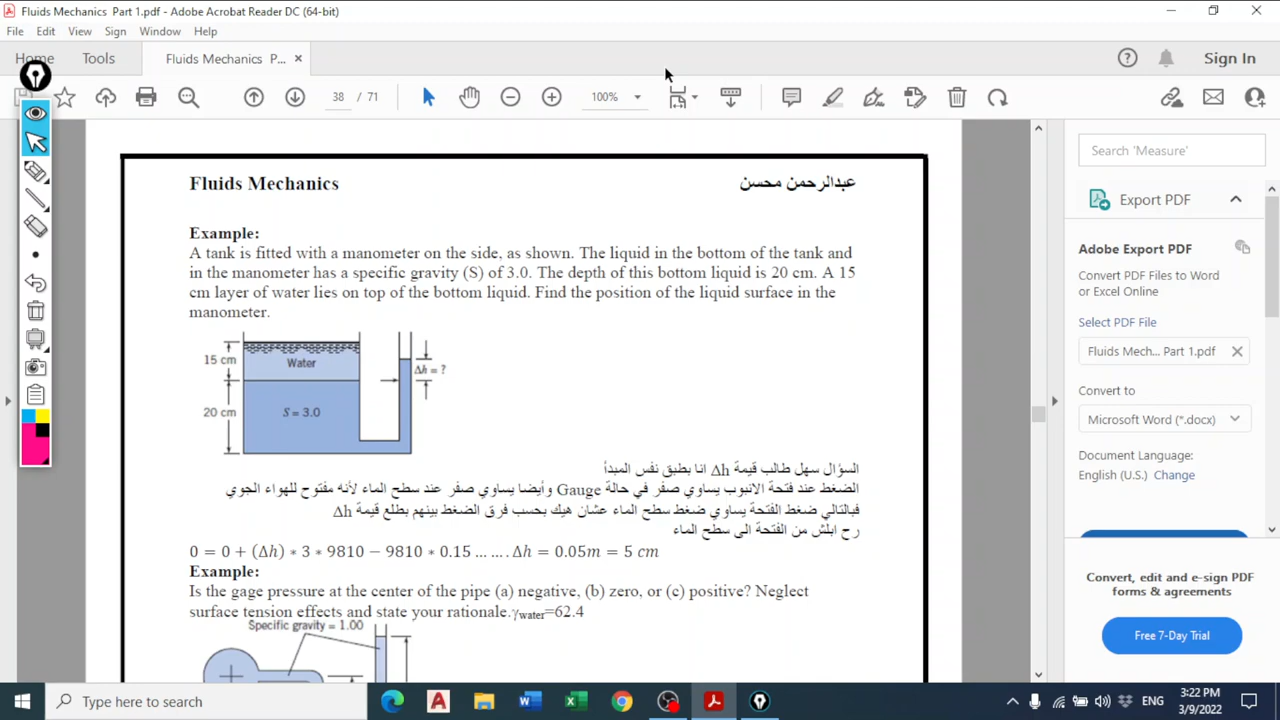 Fluids Mechanics Part 1.pdf - Adobe Acrobat Reader DC (64-bit)
File Edit View Sign Window Help
Home Tools Fluids Mechanics P... ×
Sign In
38 / 71
100%
Search 'Measure'
Fluids Mechanics عبدالرحمن محسن
Export PDF
Example:
A tank is fitted with a manometer on the side, as shown. The liquid in the bottom of the tank and
in the manometer has a specific gravity (S) of 3.0. The depth of this bottom liquid is 20 cm. A 15
cm layer of water lies on top of the bottom liquid. Find the position of the liquid surface in the
manometer.
15 cm
Water
Δh = ?
20 cm
S = 3.0
السؤال سهل طالب قيمة Δh انا بطبق نفس المبدأ
الضغط عند فتحة الانبوب يساوي صفر في حالة Gauge وأيضا يساوي صفر عند سطح الماء لأنه مفتوح للهواء الجوي
فبالتالي ضغط الفتحة يساوي ضغط سطح الماء عشان هيك بحسب فرق الضغط بينهم بطلع قيمة Δh
رح ابلش من الفتحة الى سطح الماء
0 = 0 + (Δh) ∗ 3 ∗ 9810 − 9810 ∗ 0.15 … … . Δh = 0.05m = 5 cm
Example:
Is the gage pressure at the center of the pipe (a) negative, (b) zero, or (c) positive? Neglect
surface tension effects and state your rationale.γwater=62.4
Specific gravity = 1.00
Adobe Export PDF
Convert PDF Files to Word
or Excel Online
Select PDF File
Fluids Mech... Part 1.pdf
Convert to
Microsoft Word (*.docx)
Document Language:
English (U.S.) Change
Convert, edit and e-sign PDF
forms & agreements
Free 7-Day Trial
Type here to search
ENG
3:22 PM
3/9/2022